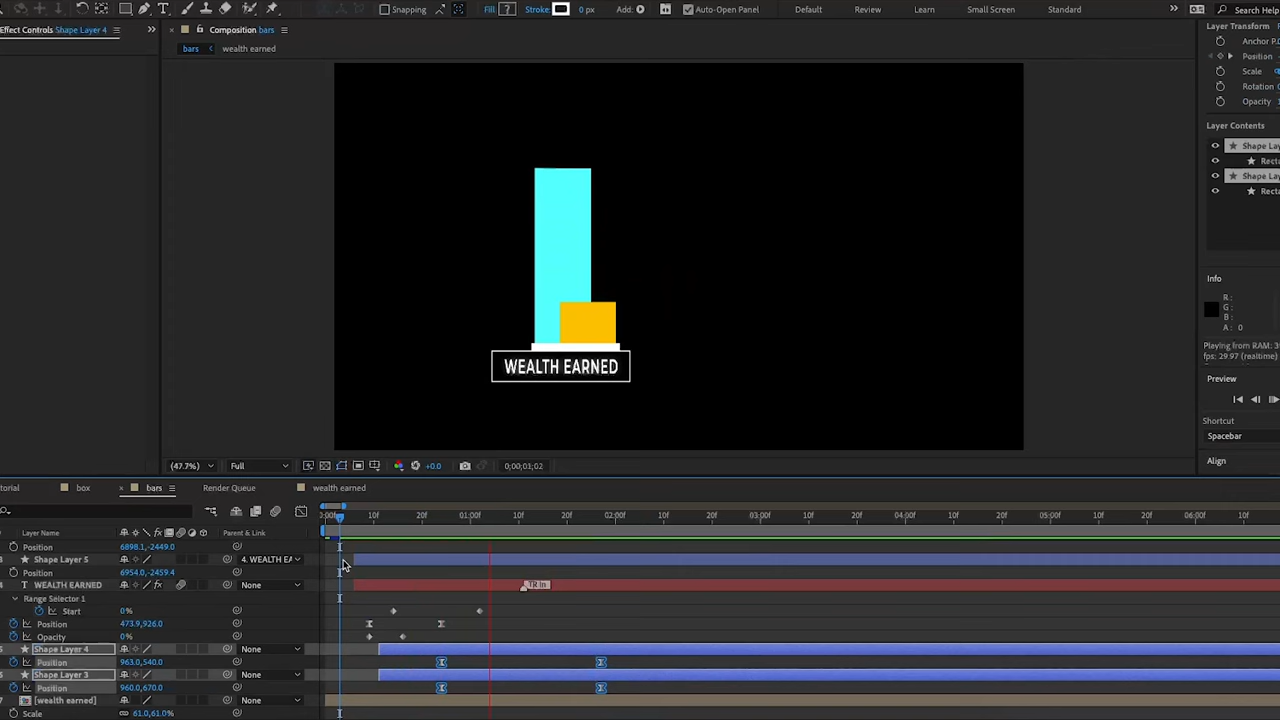 Snapping Fill: ? Stroke: 0 px Add: Auto-Open Panel Default Review Learn Small Screen Standard Search Help
Effect Controls Shape Layer 4
Composition bars
bars wealth earned
WEALTH EARNED
(47.7%) Full +0.0 0;00;01;02
Layer Transform
Anchor P
Position
Scale
Rotation
Opacity
Layer Contents
Shape Lay
Rect
Shape Lay
Rect
Info
R :
G :
B :
A : 0
Playing from RAM: 3
fps: 29.97 (realtime)
Preview
Shortcut
Spacebar
Align
torial box bars Render Queue wealth earned
Layer Name Parent & Link
:00f 10f 20f 01:00f 10f 20f 02:00f 10f 20f 03:00f 10f 20f 04:00f 10f 20f 05:00f 10f 20f 06:00f 10f
Position 6898.1,-2449.0
Shape Layer 5 4. WEALTH EA
Position 6954.0,-2459.4
4 T WEALTH EARNED None TR In
Range Selector 1
Start 0%
Position 473.9,926.0
Opacity 0%
Shape Layer 4 None
Position 963.0,540.0
Shape Layer 3 None
Position 960.0,670.0
7 [wealth earned] None
Scale 61.0,61.0%